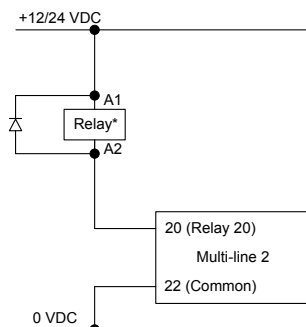 +12/24 VDC
A1
Relay*
A2
20 (Relay 20)
Multi-line 2
22 (Common)
0 VDC